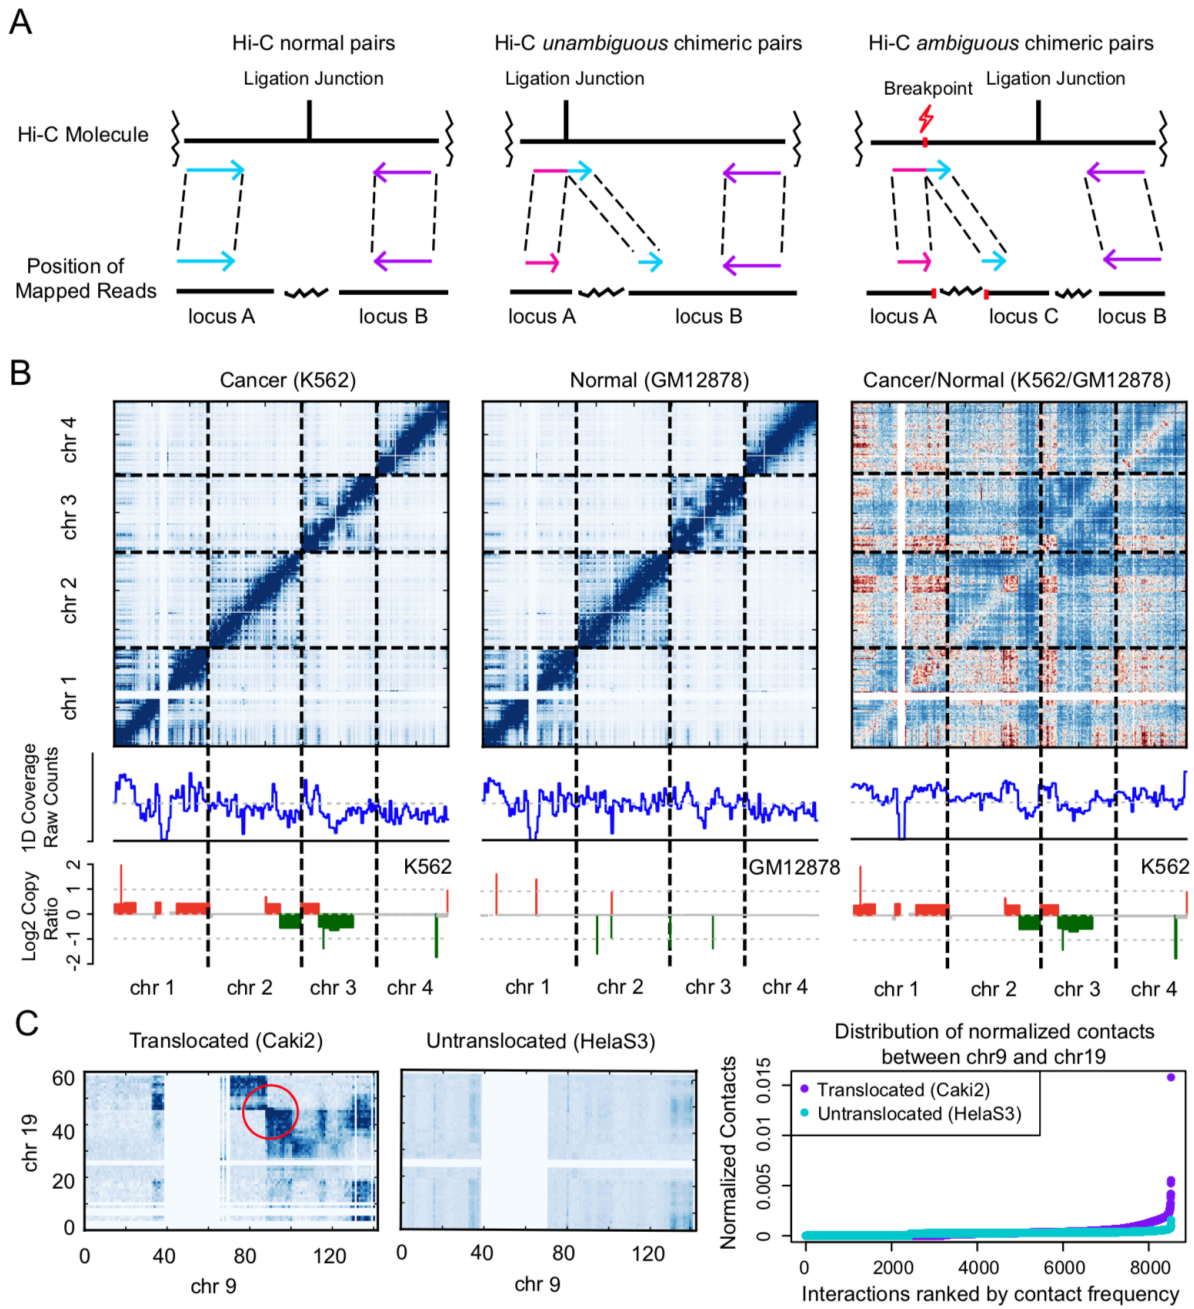 A
Hi-C normal pairs
Hi-C unambiguous chimeric pairs
Hi-C ambiguous chimeric pairs
Ligation Junction
Ligation Junction
Breakpoint
Ligation Junction
Hi-C Molecule
Position of
Mapped Reads
locus A
locus B
locus A
locus B
locus A
locus C
locus B
B
Cancer (K562)
Normal (GM12878)
Cancer/Normal (K562/GM12878)
chr 4
chr 3
chr 2
chr 1
1D Coverage
Raw Counts
K562
GM12878
K562
Log2 Copy
Ratio
2
1
0
-1
-2
chr 1
chr 2
chr 3
chr 4
chr 1
chr 2
chr 3
chr 4
chr 1
chr 2
chr 3
chr 4
C
Translocated (Caki2)
Untranslocated (HelaS3)
Distribution of normalized contacts
between chr9 and chr19
chr 19
60
40
20
0
0
40
80
120
chr 9
0
40
80
120
chr 9
Normalized Contacts
0.015
0.01
0.005
0
Translocated (Caki2)
Untranslocated (HelaS3)
0
2000
4000
6000
8000
Interactions ranked by contact frequency